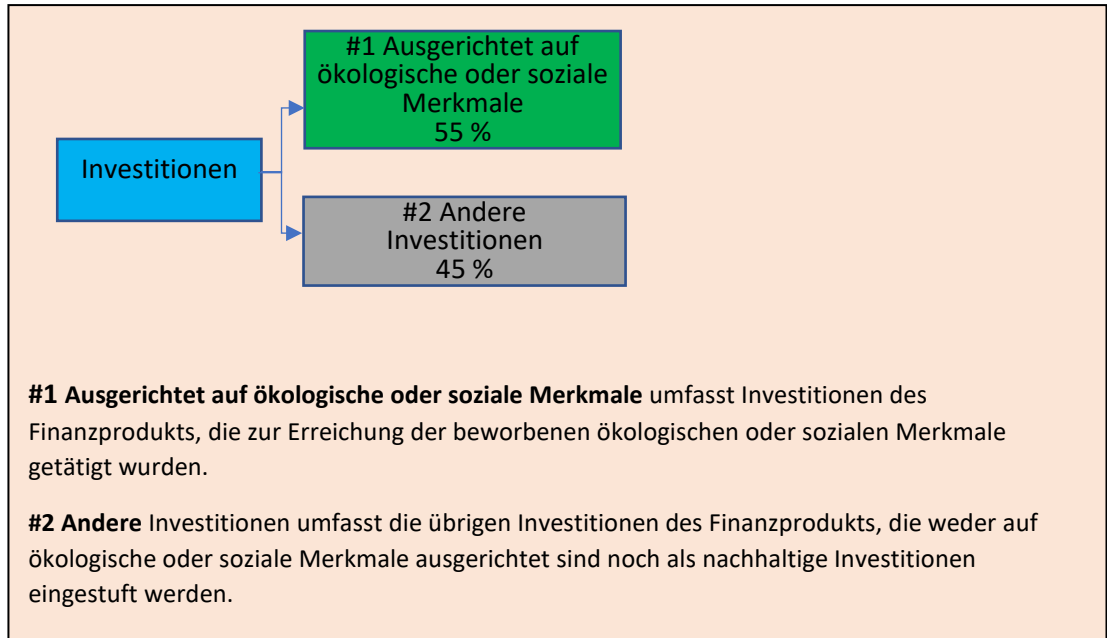 #1 Ausgerichtet auf
ökologische oder soziale
Merkmale
55 %
Investitionen
#2 Andere
Investitionen
45 %
#1 Ausgerichtet auf ökologische oder soziale Merkmale umfasst Investitionen des
Finanzprodukts, die zur Erreichung der beworbenen ökologischen oder sozialen Merkmale
getätigt wurden.
#2 Andere Investitionen umfasst die übrigen Investitionen des Finanzprodukts, die weder auf
ökologische oder soziale Merkmale ausgerichtet sind noch als nachhaltige Investitionen
eingestuft werden.